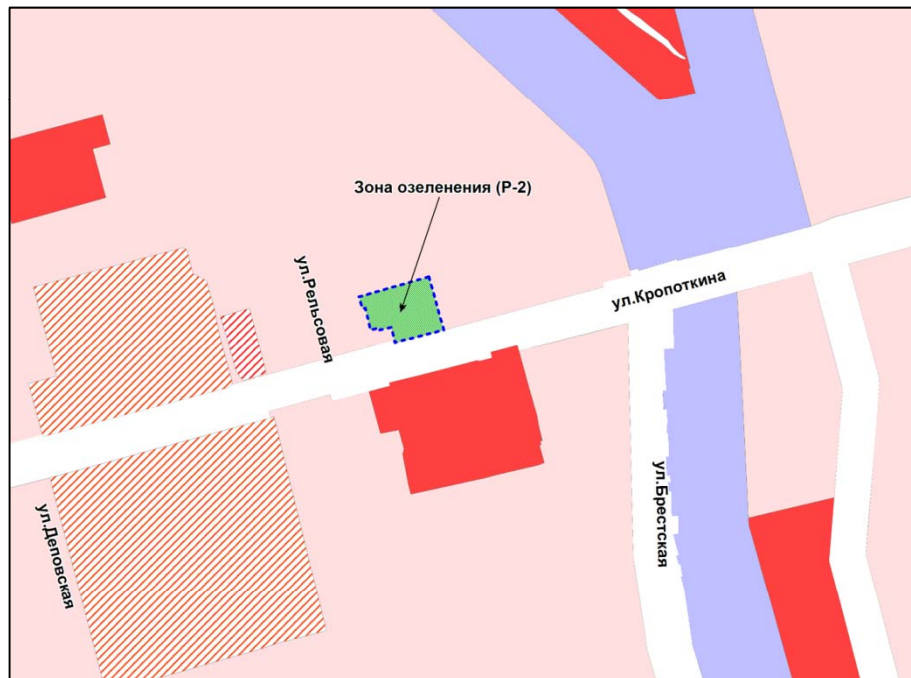 Зона озеленения (Р-2)
ул.Рельсовая
ул.Кропоткина
ул.Брестская
ул.Деповская